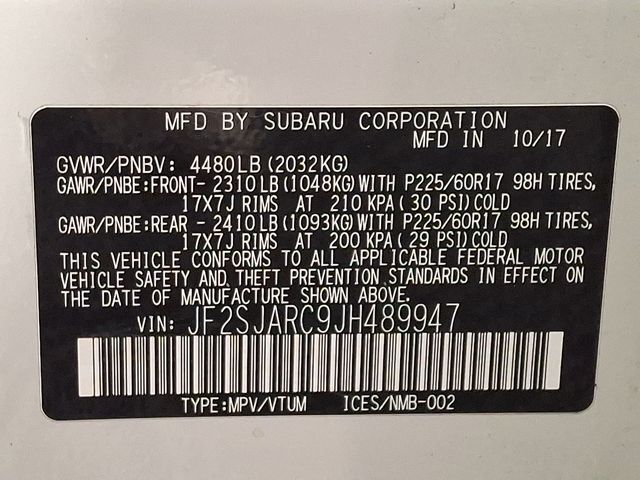 MFD BY SUBARU CORPORATION
MFD IN 10/17
GVWR/PNBV: 4480LB (2032KG)
GAWR/PNBE:FRONT- 2310LB (1048KG) WITH P225/60R17 98H TIRES,
17X7J RIMS AT 210 KPA ( 30 PSI) COLD
GAWR/PNBE:REAR - 2410LB (1093KG) WITH P225/60R17 98H TIRES,
17X7J RIMS AT 200 KPA ( 29 PSI) COLD
THIS VEHICLE CONFORMS TO ALL APPLICABLE FEDERAL MOTOR
VEHICLE SAFETY AND THEFT PREVENTION STANDARDS IN EFFECT ON
THE DATE OF MANUFACTURE SHOWN ABOVE.
VIN: JF2SJARC9JH489947
TYPE:MPV/VTUM ICES/NMB-002